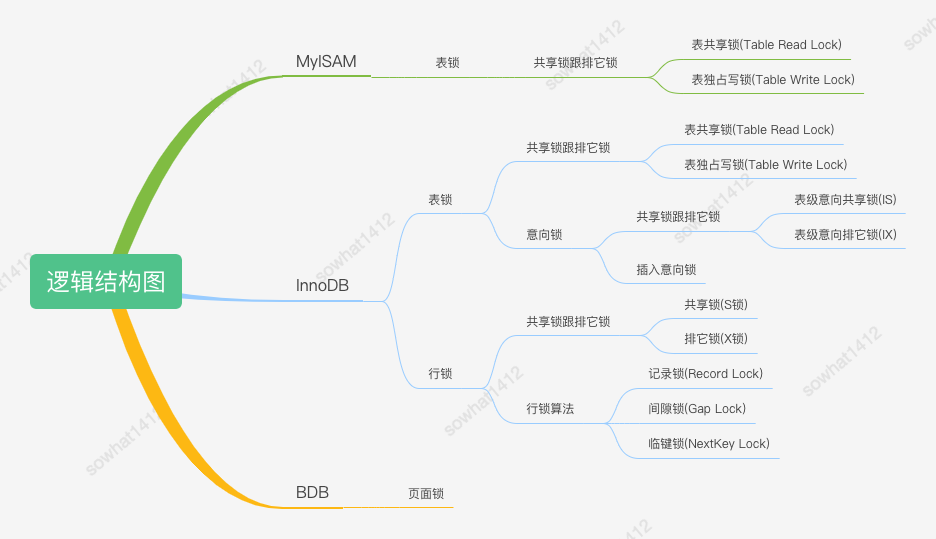 逻辑结构图
MyISAM
表锁
共享锁跟排它锁
表共享锁(Table Read Lock)
表独占写锁(Table Write Lock)
InnoDB
表锁
共享锁跟排它锁
表共享锁(Table Read Lock)
表独占写锁(Table Write Lock)
意向锁
共享锁跟排它锁
表级意向共享锁(IS)
表级意向排它锁(IX)
插入意向锁
行锁
共享锁跟排它锁
共享锁(S锁)
排它锁(X锁)
行锁算法
记录锁(Record Lock)
间隙锁(Gap Lock)
临键锁(NextKey Lock)
BDB
页面锁
sowhat1412
sowhat1412
sowhat1412
sowhat1412
sowhat1412
sowhat1412